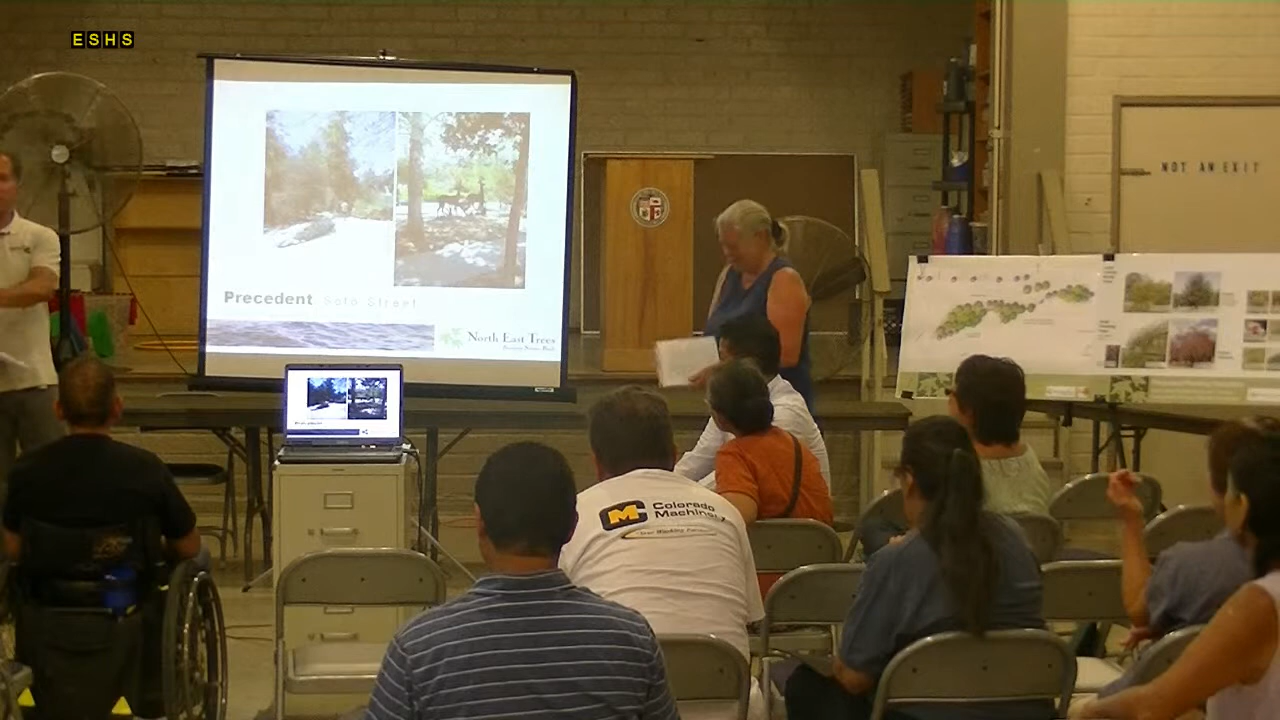 ESHS
Precedent Soto Street
North East Trees
NOT AN EXIT
Colorado
Machinery